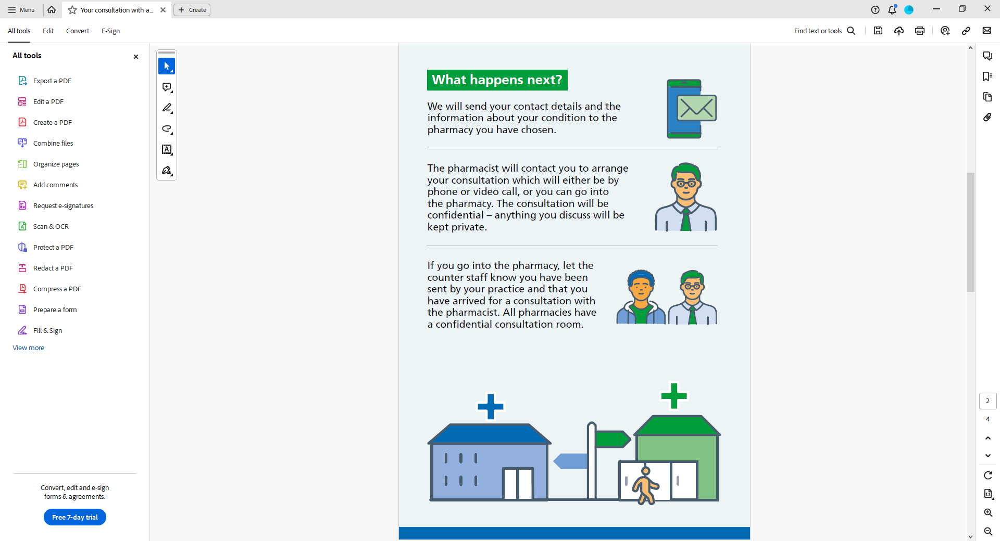 Menu
Your consultation with a...
Create
All tools
Edit
Convert
E-Sign
Find text or tools
All tools
Export a PDF
Edit a PDF
Create a PDF
Combine files
Organize pages
Add comments
Request e-signatures
Scan & OCR
Protect a PDF
Redact a PDF
Compress a PDF
Prepare a form
Fill & Sign
View more
Convert, edit and e-sign
forms & agreements.
Free 7-day trial
What happens next?
We will send your contact details and the
information about your condition to the
pharmacy you have chosen.
The pharmacist will contact you to arrange
your consultation which will either be by
phone or video call, or you can go into
the pharmacy. The consultation will be
confidential – anything you discuss will be
kept private.
If you go into the pharmacy, let the
counter staff know you have been
sent by your practice and that you
have arrived for a consultation with
the pharmacist. All pharmacies have
a confidential consultation room.
2
4
1:1